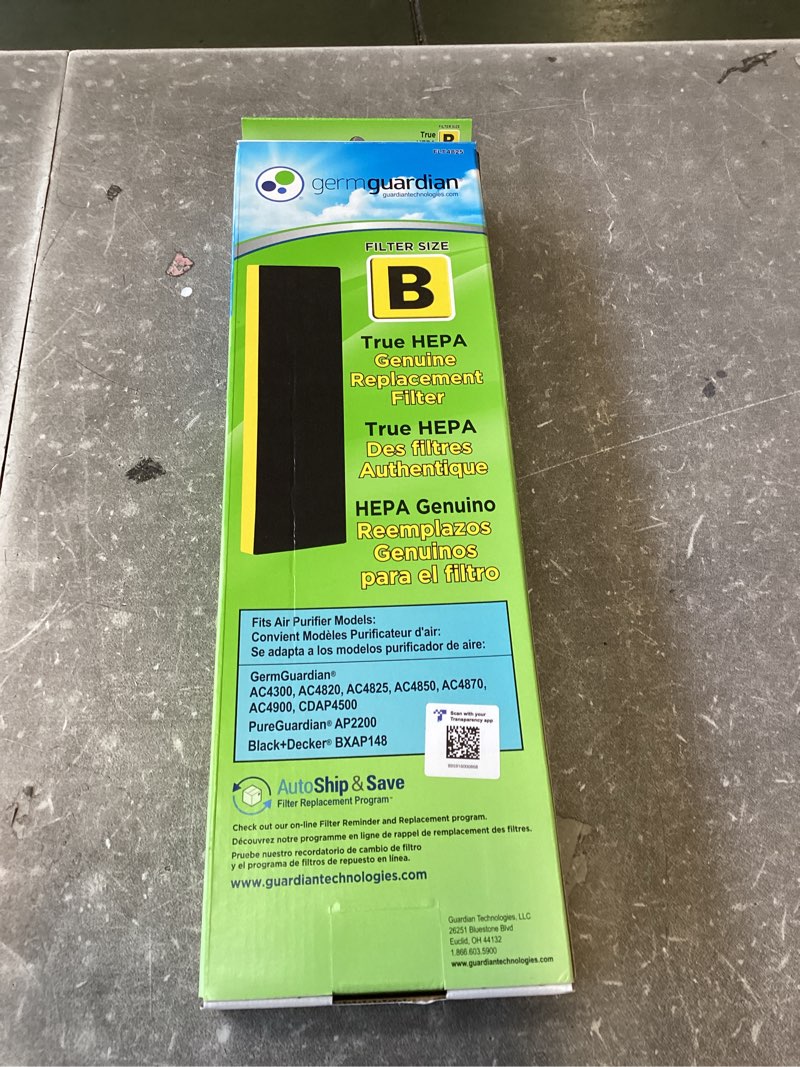 FILTER SIZE
True
B
FLT4825
germguardian®
guardiantechnologies.com
FILTER SIZE
B
True HEPA
Genuine
Replacement
Filter
True HEPA
Des filtres
Authentique
HEPA Genuino
Reemplazos
Genuinos
para el filtro
Fits Air Purifier Models:
Convient Modèles Purificateur d'air:
Se adapta a los modelos purificador de aire:
GermGuardian®
AC4300, AC4820, AC4825, AC4850, AC4870,
AC4900, CDAP4500
PureGuardian® AP2200
Black+Decker® BXAP148
Scan with your
Transparency app
AutoShip & Save
Filter Replacement Program™
Check out our on-line Filter Reminder and Replacement program.
Découvrez notre programme en ligne de rappel de remplacement des filtres.
Pruebe nuestro recordatorio de cambio de filtro
y el programa de filtros de repuesto en línea.
www.guardiantechnologies.com
Guardian Technologies, LLC
26251 Bluestone Blvd
Euclid, OH 44132
1.866.603.5900
www.guardiantechnologies.com